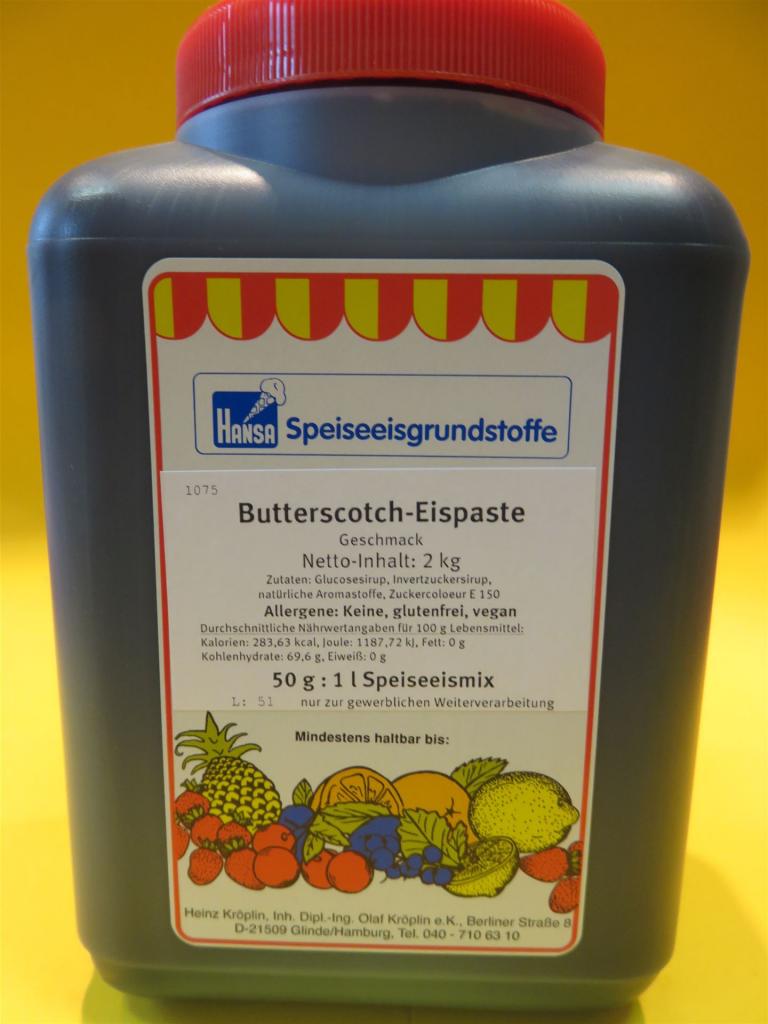 HANSA Speiseeisgrundstoffe
1075
Butterscotch-Eispaste
Geschmack
Netto-Inhalt: 2 kg
Zutaten: Glucosesirup, Invertzuckersirup,
natürliche Aromastoffe, Zuckercoloeur E 150
Allergene: Keine, glutenfrei, vegan
Durchschnittliche Nährwertangaben für 100 g Lebensmittel:
Kalorien: 283,63 kcal, Joule: 1187,72 kJ, Fett: 0 g
Kohlenhydrate: 69,6 g, Eiweiß: 0 g
50 g : 1 l Speiseeismix
L: 51 nur zur gewerblichen Weiterverarbeitung
Mindestens haltbar bis:
Heinz Kröplin, Inh. Dipl.-Ing. Olaf Kröplin e.K., Berliner Straße 8
D-21509 Glinde/Hamburg, Tel. 040 - 710 63 10